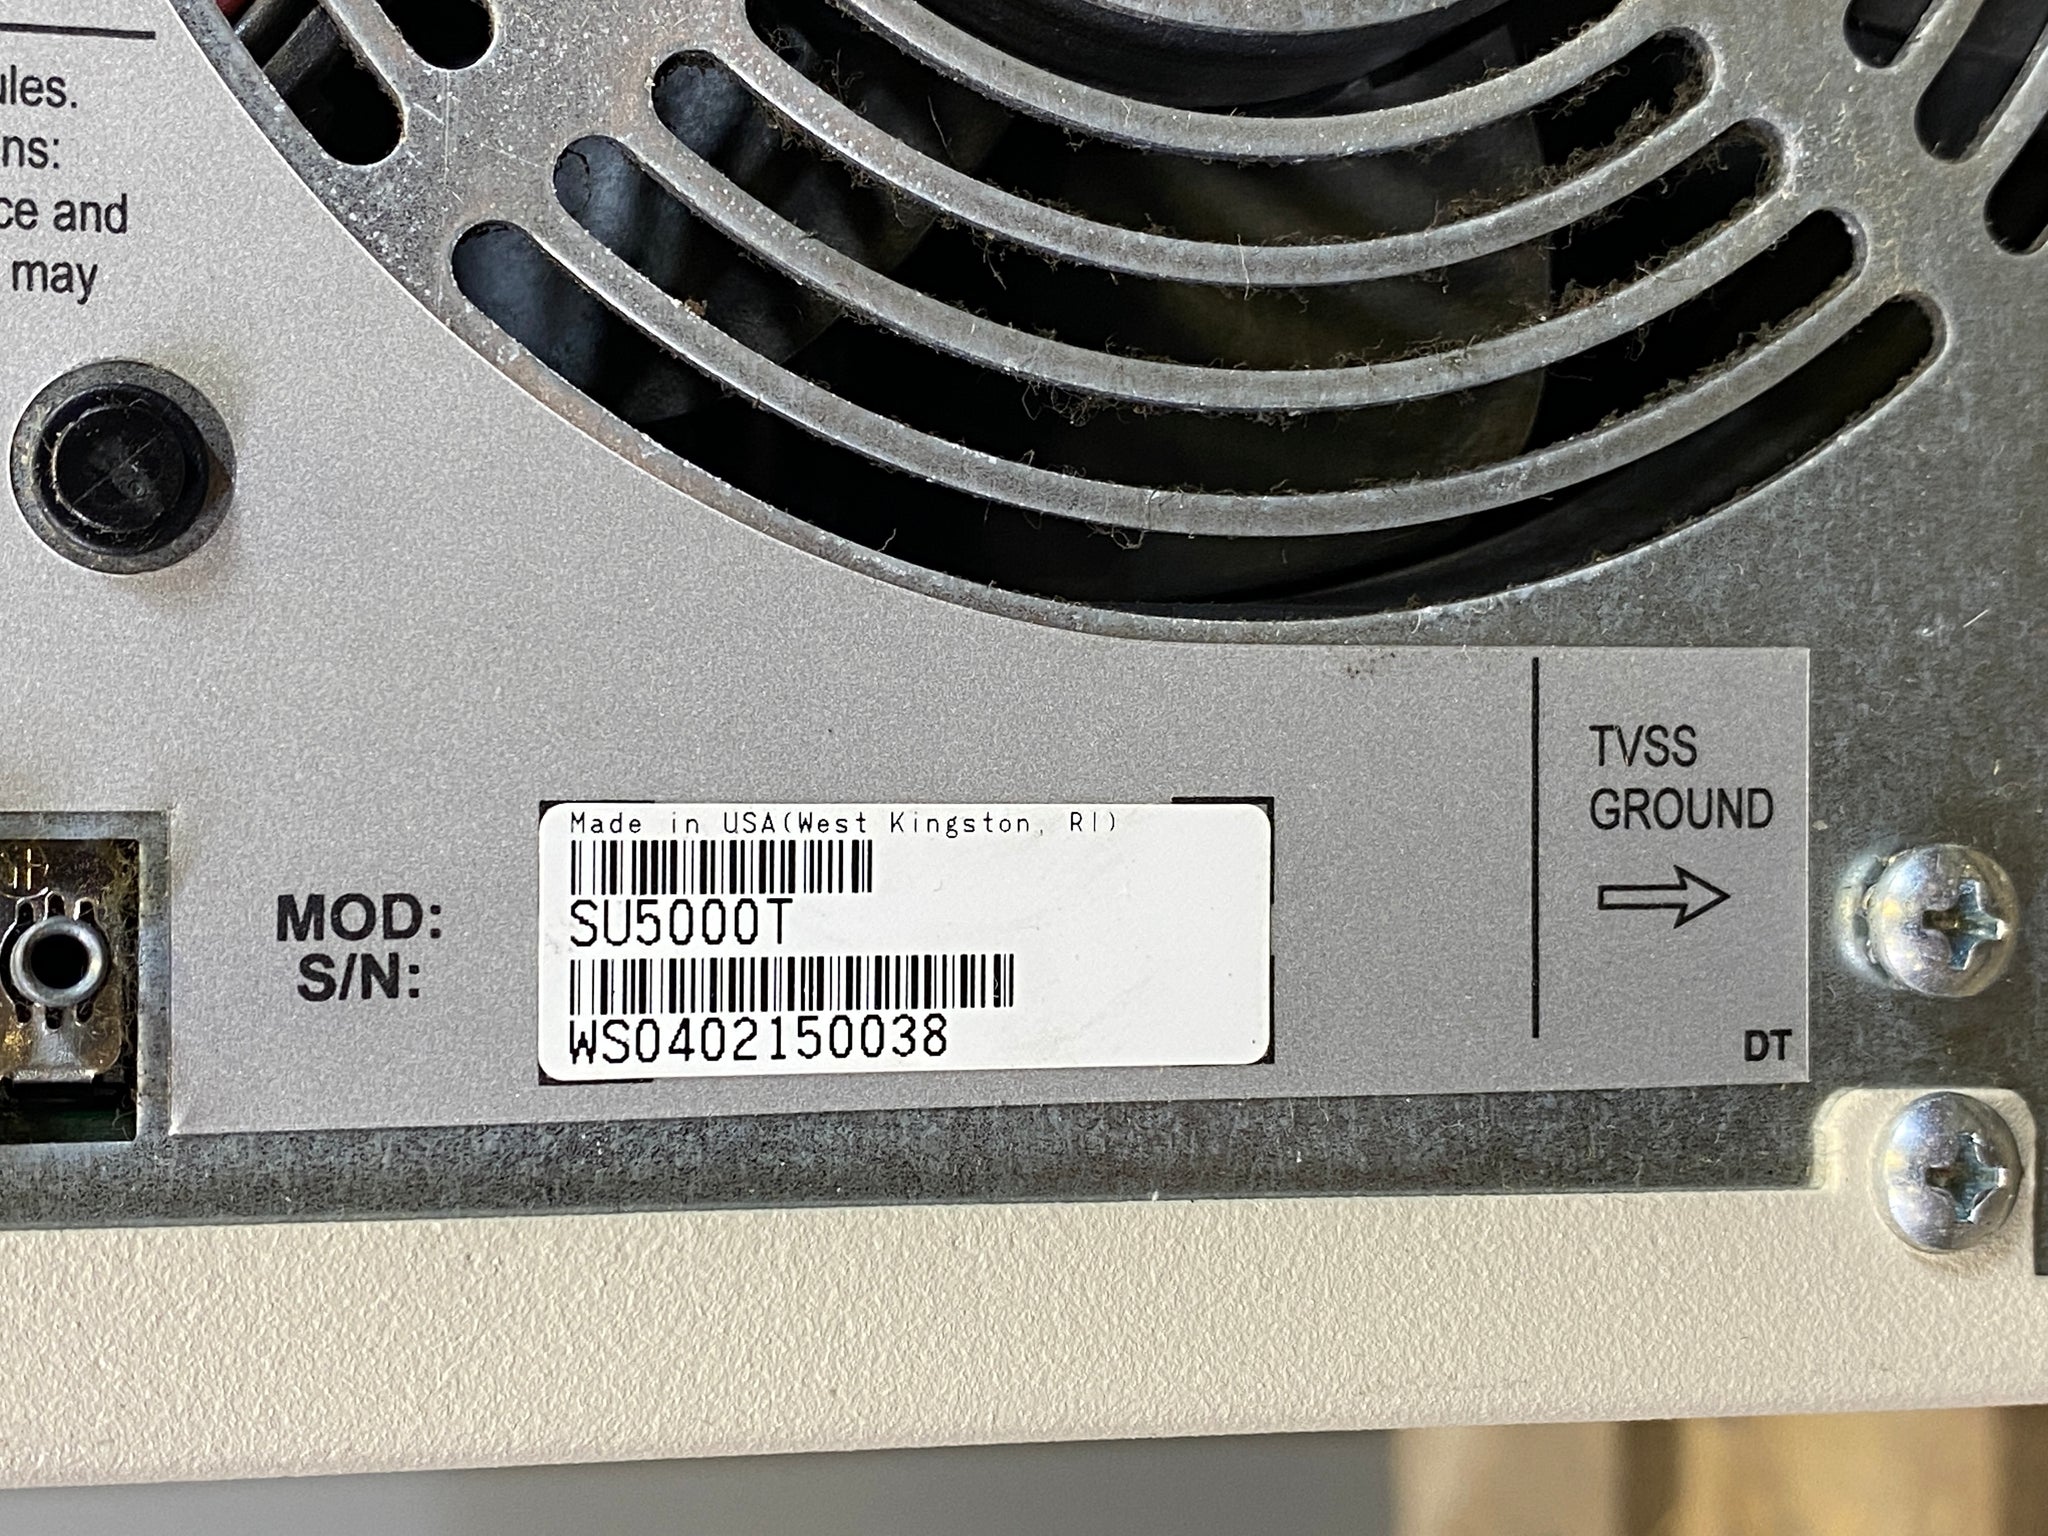 ules.
ns:
ce and
may
TVSS
GROUND
MOD:
S/N:
Made in USA(West Kingston, RI)
SU5000T
WS0402150038
DT